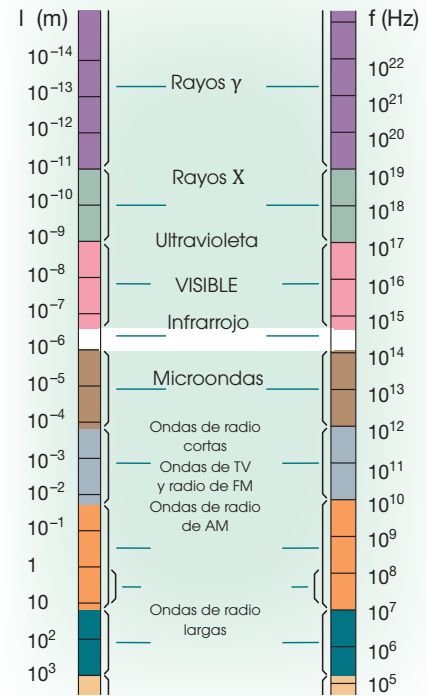 l (m)
f (Hz)
10⁻¹⁴
10⁻¹³
10⁻¹²
10⁻¹¹
10⁻¹⁰
10⁻⁹
10⁻⁸
10⁻⁷
10⁻⁶
10⁻⁵
10⁻⁴
10⁻³
10⁻²
10⁻¹
1
10
10²
10³
Rayos γ
Rayos X
Ultravioleta
VISIBLE
Infrarrojo
Microondas
Ondas de radio
cortas
Ondas de TV
y radio de FM
Ondas de radio
de AM
Ondas de radio
largas
10²²
10²¹
10²⁰
10¹⁹
10¹⁸
10¹⁷
10¹⁶
10¹⁵
10¹⁴
10¹³
10¹²
10¹¹
10¹⁰
10⁹
10⁸
10⁷
10⁶
10⁵